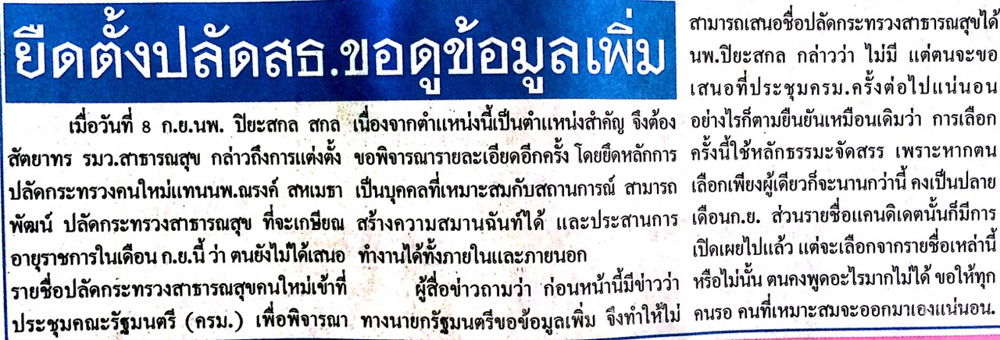 ยืดตั้งปลัดสธ.ขอดูข้อมูลเพิ่ม
เมื่อวันที่ 8 ก.ย.นพ. ปิยะสกล สกล
สัตยาทร รมว.สาธารณสุข กล่าวถึงการแต่งตั้ง
ปลัดกระทรวงคนใหม่แทนนพ.ณรงค์ สหเมธา
พัฒน์ ปลัดกระทรวงสาธารณสุข ที่จะเกษียณ
อายุราชการในเดือน ก.ย.นี้ ว่า ตนยังไม่ได้เสนอ
รายชื่อปลัดกระทรวงสาธารณสุขคนใหม่เข้าที่
ประชุมคณะรัฐมนตรี (ครม.) เพื่อพิจารณา
เนื่องจากตำแหน่งนี้เป็นตำแหน่งสำคัญ จึงต้อง
ขอพิจารณารายละเอียดอีกครั้ง โดยยึดหลักการ
เป็นบุคคลที่เหมาะสมกับสถานการณ์ สามารถ
สร้างความสมานฉันท์ได้ และประสานการ
ทำงานได้ทั้งภายในและภายนอก
ผู้สื่อข่าวถามว่า ก่อนหน้านี้มีข่าวว่า
ทางนายกรัฐมนตรีขอข้อมูลเพิ่ม จึงทำให้ไม่
สามารถเสนอชื่อปลัดกระทรวงสาธารณสุขได้
นพ.ปิยะสกล กล่าวว่า ไม่มี แต่ตนจะขอ
เสนอที่ประชุมครม.ครั้งต่อไปแน่นอน
อย่างไรก็ตามยืนยันเหมือนเดิมว่า การเลือก
ครั้งนี้ใช้หลักธรรมะจัดสรร เพราะหากตน
เลือกเพียงผู้เดียวก็จะนานกว่านี้ คงเป็นปลาย
เดือนก.ย. ส่วนรายชื่อแคนดิเดตนั้นก็มีการ
เปิดเผยไปแล้ว แต่จะเลือกจากรายชื่อเหล่านี้
หรือไม่นั้น ตนคงพูดอะไรมากไม่ได้ ขอให้ทุก
คนรอ คนที่เหมาะสมจะออกมาเองแน่นอน.